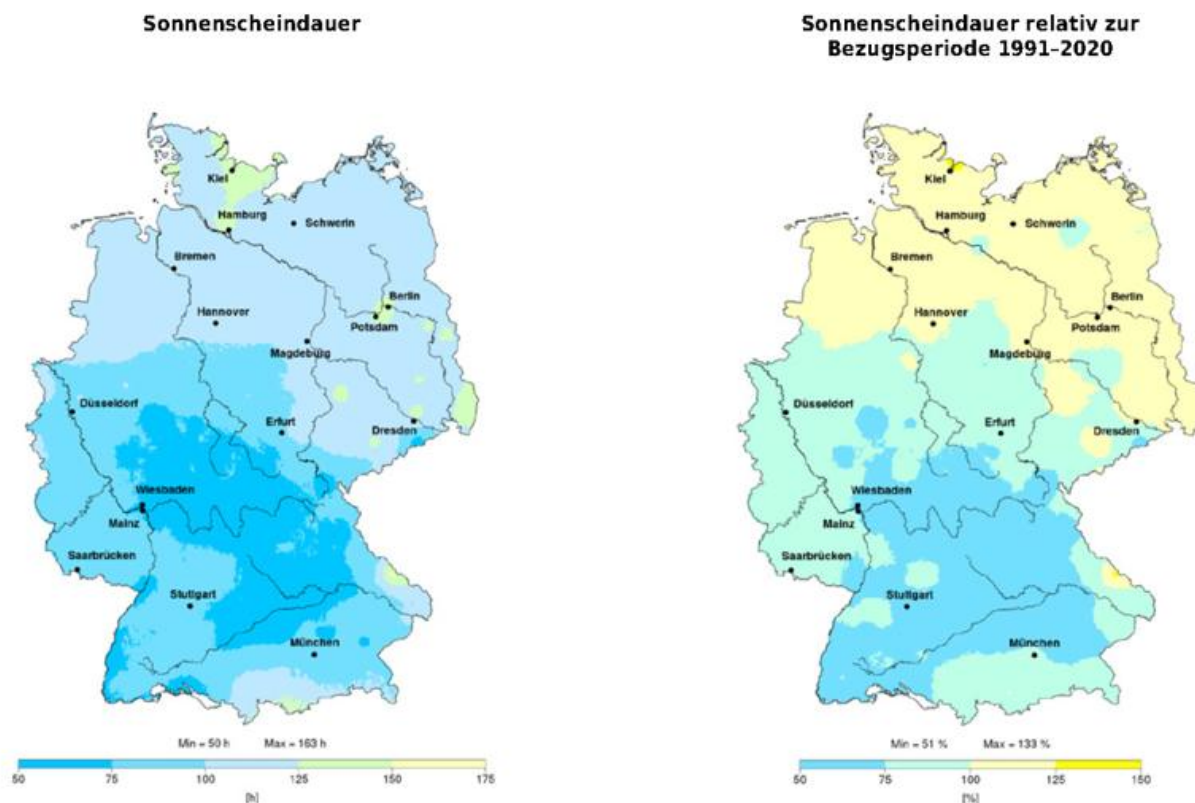 Sonnenscheindauer
Kiel
Hamburg
Schwerin
Bremen
Berlin
Hannover
Potsdam
Magdeburg
Düsseldorf
Erfurt
Dresden
Wiesbaden
Mainz
Saarbrücken
Stuttgart
München
Min = 50 h Max = 163 h
50 75 100 125 150 175
[h]
Sonnenscheindauer relativ zur
Bezugsperiode 1991–2020
Kiel
Hamburg
Schwerin
Bremen
Berlin
Hannover
Potsdam
Magdeburg
Düsseldorf
Erfurt
Dresden
Wiesbaden
Mainz
Saarbrücken
Stuttgart
München
Min = 51 % Max = 133 %
50 75 100 125 150
[%]